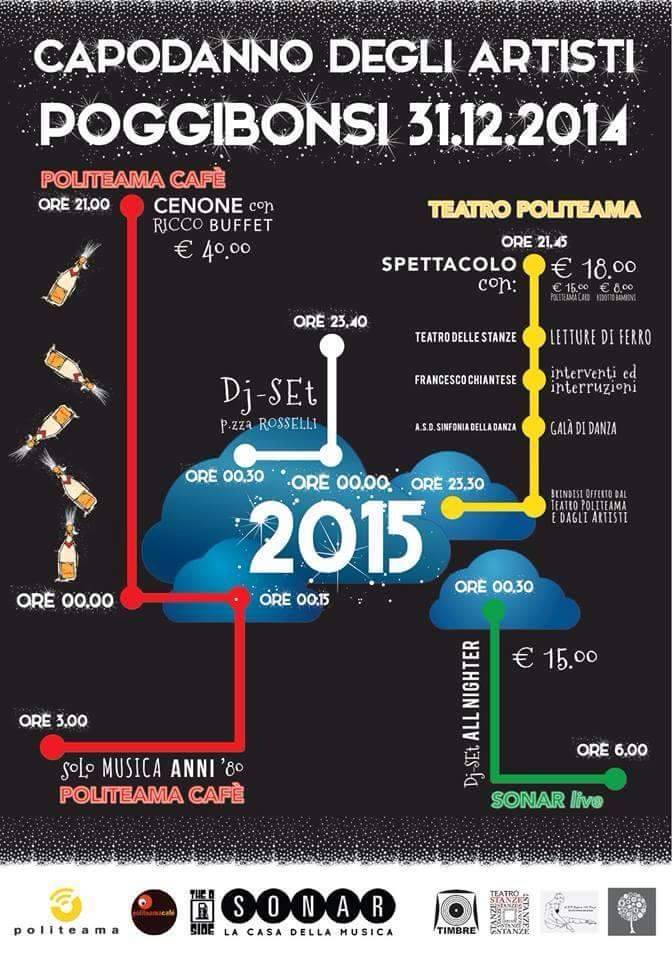 CAPODANNO DEGLI ARTISTI
POGGIBONSI 31.12.2014
POLITEAMA CAFÈ
ORE 21,00
CENONE con
RICCO BUFFET
€ 40.00
TEATRO POLITEAMA
ORE 21,45
SPETTACOLO
con:
€ 18.00
€ 15.00 € 8.00
POLITEAMA CARD RIDOTTO BAMBINI
TEATRO DELLE STANZE
LETTURE DI FERRO
FRANCESCO CHIANTESE
interventi ed
interruzioni
A.S.D. SINFONIA DELLA DANZA
GALÀ DI DANZA
ORE 23,30
BRINDISI OFFERTO DAL
TEATRO POLITEAMA
E DAGLI ARTISTI
ORE 23,40
Dj-SEt
P.ZZA ROSSELLI
ORE 00,30
ORE 00,00
2015
ORE 00,00
ORE 00:15
ORE 3,00
SOLO MUSICA ANNI '80
POLITEAMA CAFÈ
ORE 00,30
€ 15.00
Dj-SEt ALL NIGHTER
ORE 6,00
SONAR live
politeama
politeamacafé
THE B
SIDE
SONAR
LA CASA DELLA MUSICA
TIMBRE
TEATRO
STANZE